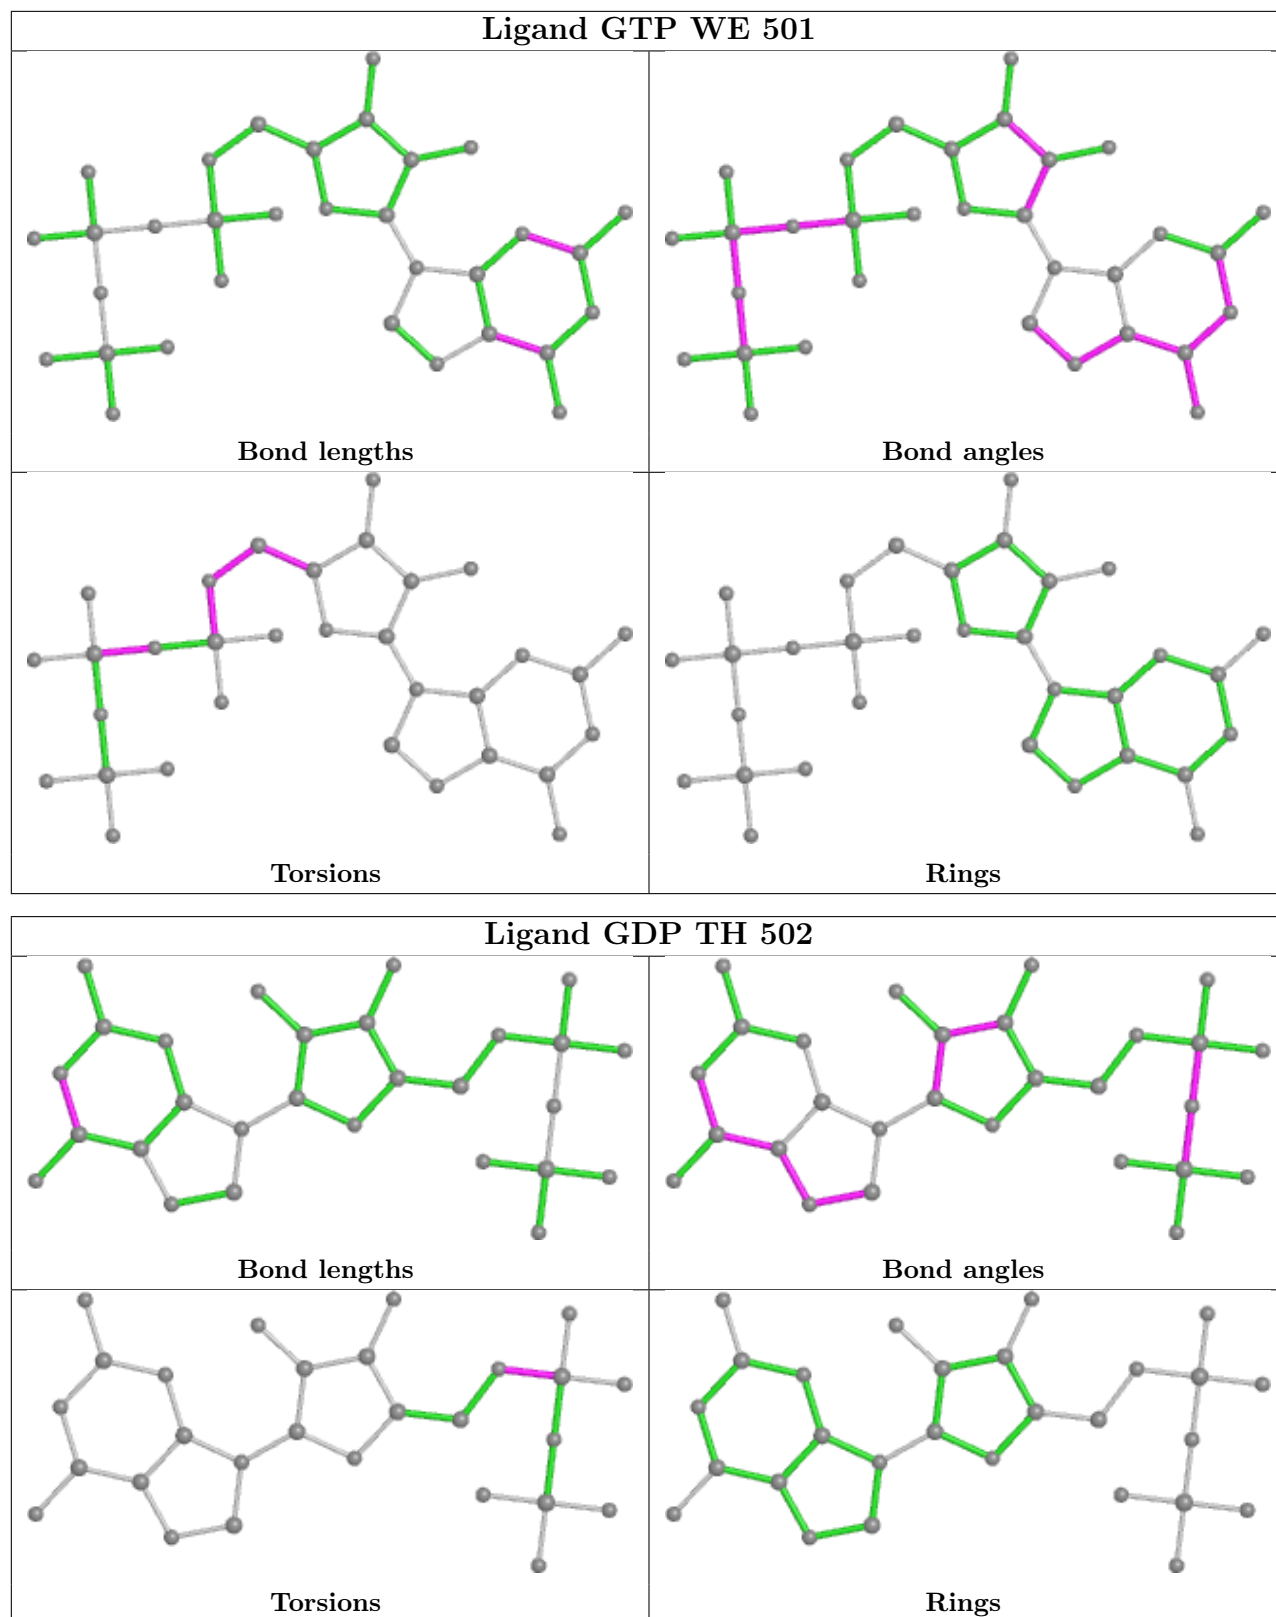 Ligand GTP WE 501
Bond lengths
Bond angles
Torsions
Rings
Ligand GDP TH 502
Bond lengths
Bond angles
Torsions
Rings